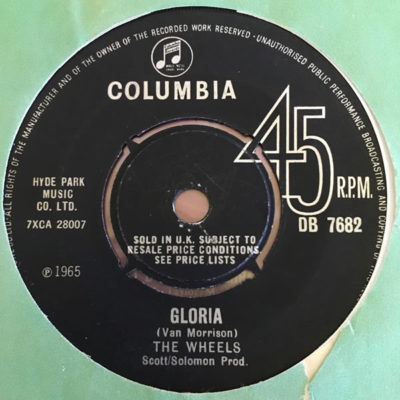 ALL RIGHTS OF THE MANUFACTURER AND OF THE OWNER OF THE RECORDED WORK RESERVED · UNAUTHORISED PUBLIC PERFORMANCE BROADCASTING AND COPYING OF
COLUMBIA
45
R.P.M.
DB 7682
HYDE PARK
MUSIC
CO. LTD.
7XCA 28007
SOLD IN U.K. SUBJECT TO
RESALE PRICE CONDITIONS
SEE PRICE LISTS
℗ 1965
GLORIA
(Van Morrison)
THE WHEELS
Scott/Solomon Prod.